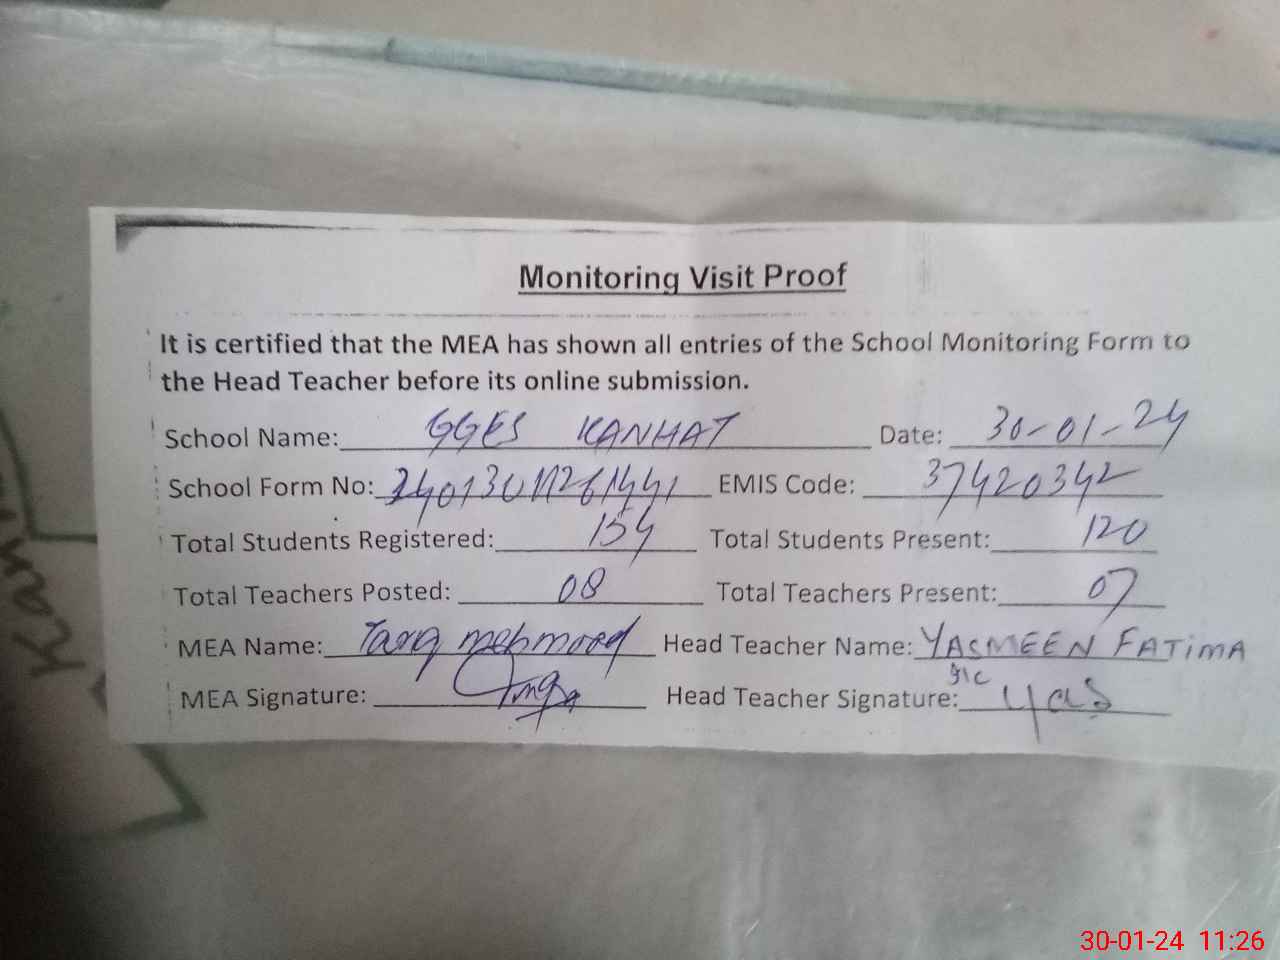 Monitoring Visit Proof
It is certified that the MEA has shown all entries of the School Monitoring Form to
the Head Teacher before its online submission.
School Name: GGES KANHAT Date: 30-01-24
School Form No: 24013011261441 EMIS Code: 37420342
Total Students Registered: 154 Total Students Present: 120
Total Teachers Posted: 08 Total Teachers Present: 07
MEA Name: Tariq mehmood Head Teacher Name: YASMEEN FATIMA
MEA Signature: Head Teacher Signature: Yas
30-01-24 11:26